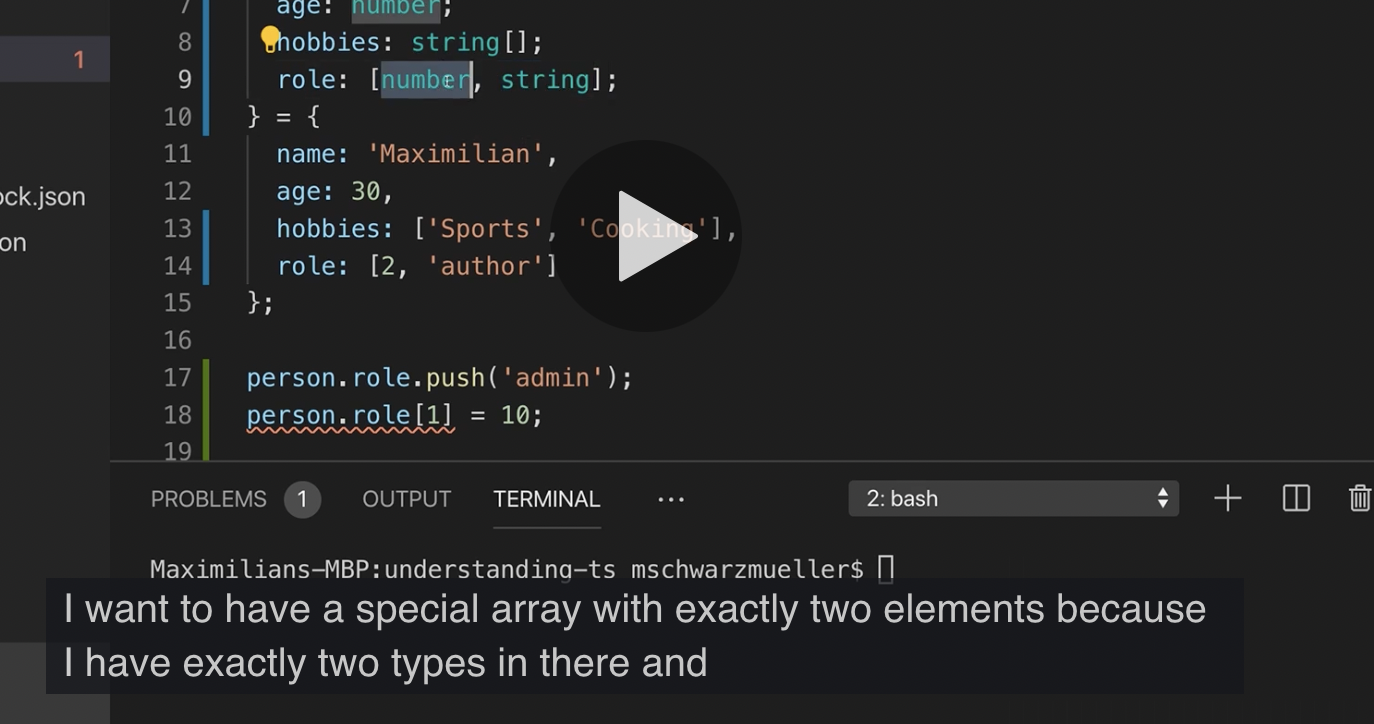 7 age: number;
8 hobbies: string[];
1
9 role: [number, string];
10 } = {
11 name: 'Maximilian',
12 age: 30,
ock.json
13 hobbies: ['Sports', 'Cooking'],
on
14 role: [2, 'author']
15 };
16
17 person.role.push('admin');
18 person.role[1] = 10;
19
PROBLEMS 1 OUTPUT TERMINAL ••• 2: bash
Maximilians-MBP:understanding-ts mschwarzmueller$
I want to have a special array with exactly two elements because
I have exactly two types in there and